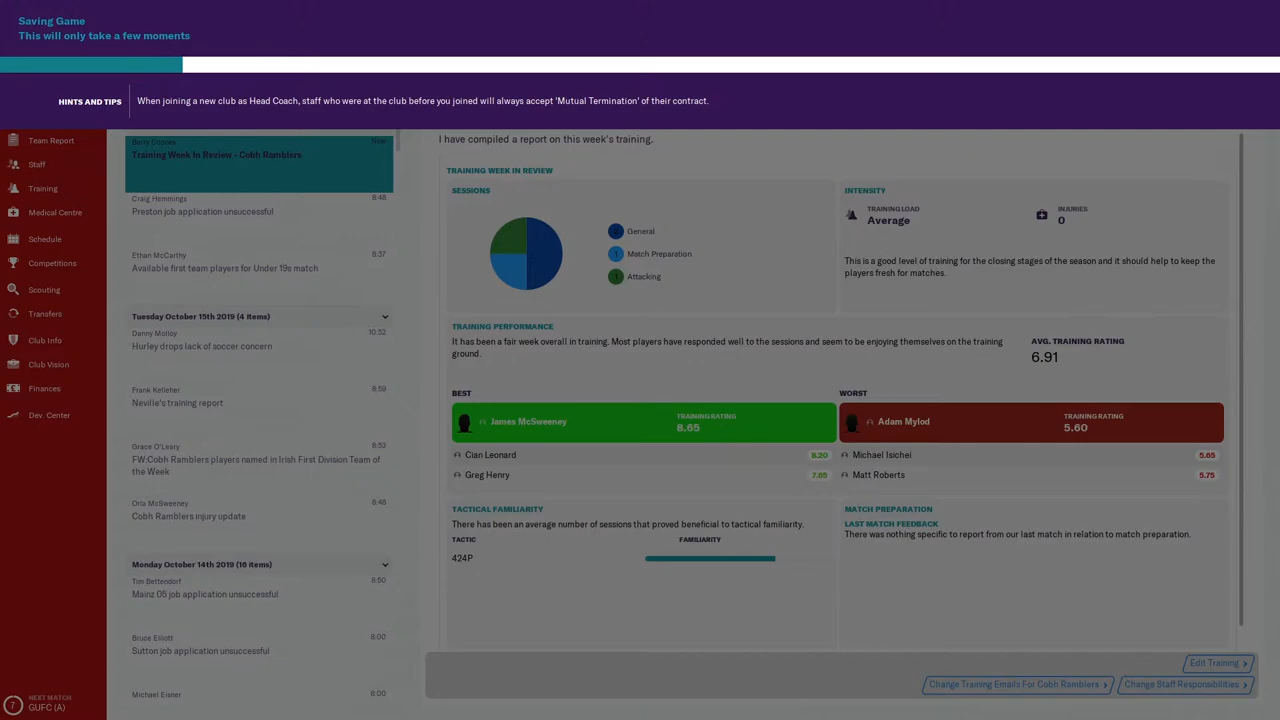 Saving Game
This will only take a few moments
HINTS AND TIPS
When joining a new club as Head Coach, staff who were at the club before you joined will always accept 'Mutual Termination' of their contract.
Team Report
Staff
Training
Medical Centre
Schedule
Competitions
Scouting
Transfers
Club Info
Club Vision
Finances
Dev. Center
7
NEXT MATCH
GUFC (A)
New
Training Week In Review - Cobh Ramblers
Craig Hemmings 8:48
Preston job application unsuccessful
Ethan McCarthy 8:37
Available first team players for Under 19s match
Tuesday October 15th 2019 (4 items)
Danny Molloy 10:52
Hurley drops lack of soccer concern
Frank Kelleher 8:59
Neville's training report
Grace O'Leary 8:53
FW:Cobh Ramblers players named in Irish First Division Team of
the Week
Orla McSweeney 8:48
Cobh Ramblers injury update
Monday October 14th 2019 (16 items)
Tim Bettendorf 8:50
Mainz 05 job application unsuccessful
Bruce Elliott 8:00
Sutton job application unsuccessful
Michael Eisner 8:00
I have compiled a report on this week's training.
TRAINING WEEK IN REVIEW
SESSIONS
General
1 Match Preparation
1 Attacking
INTENSITY
TRAINING LOAD
Average
INJURIES
0
This is a good level of training for the closing stages of the season and it should help to keep the
players fresh for matches.
TRAINING PERFORMANCE
It has been a fair week overall in training. Most players have responded well to the sessions and seem to be enjoying themselves on the training
ground.
AVG. TRAINING RATING
6.91
BEST
James McSweeney
TRAINING RATING
8.65
Cian Leonard 8.20
Greg Henry 7.65
WORST
Adam Mylod
TRAINING RATING
5.60
Michael Isichei 5.65
Matt Roberts 5.75
TACTICAL FAMILIARITY
There has been an average number of sessions that proved beneficial to tactical familiarity.
TACTIC FAMILIARITY
424P
MATCH PREPARATION
LAST MATCH FEEDBACK
There was nothing specific to report from our last match in relation to match preparation.
Edit Training
Change Training Emails For Cobh Ramblers
Change Staff Responsibilities